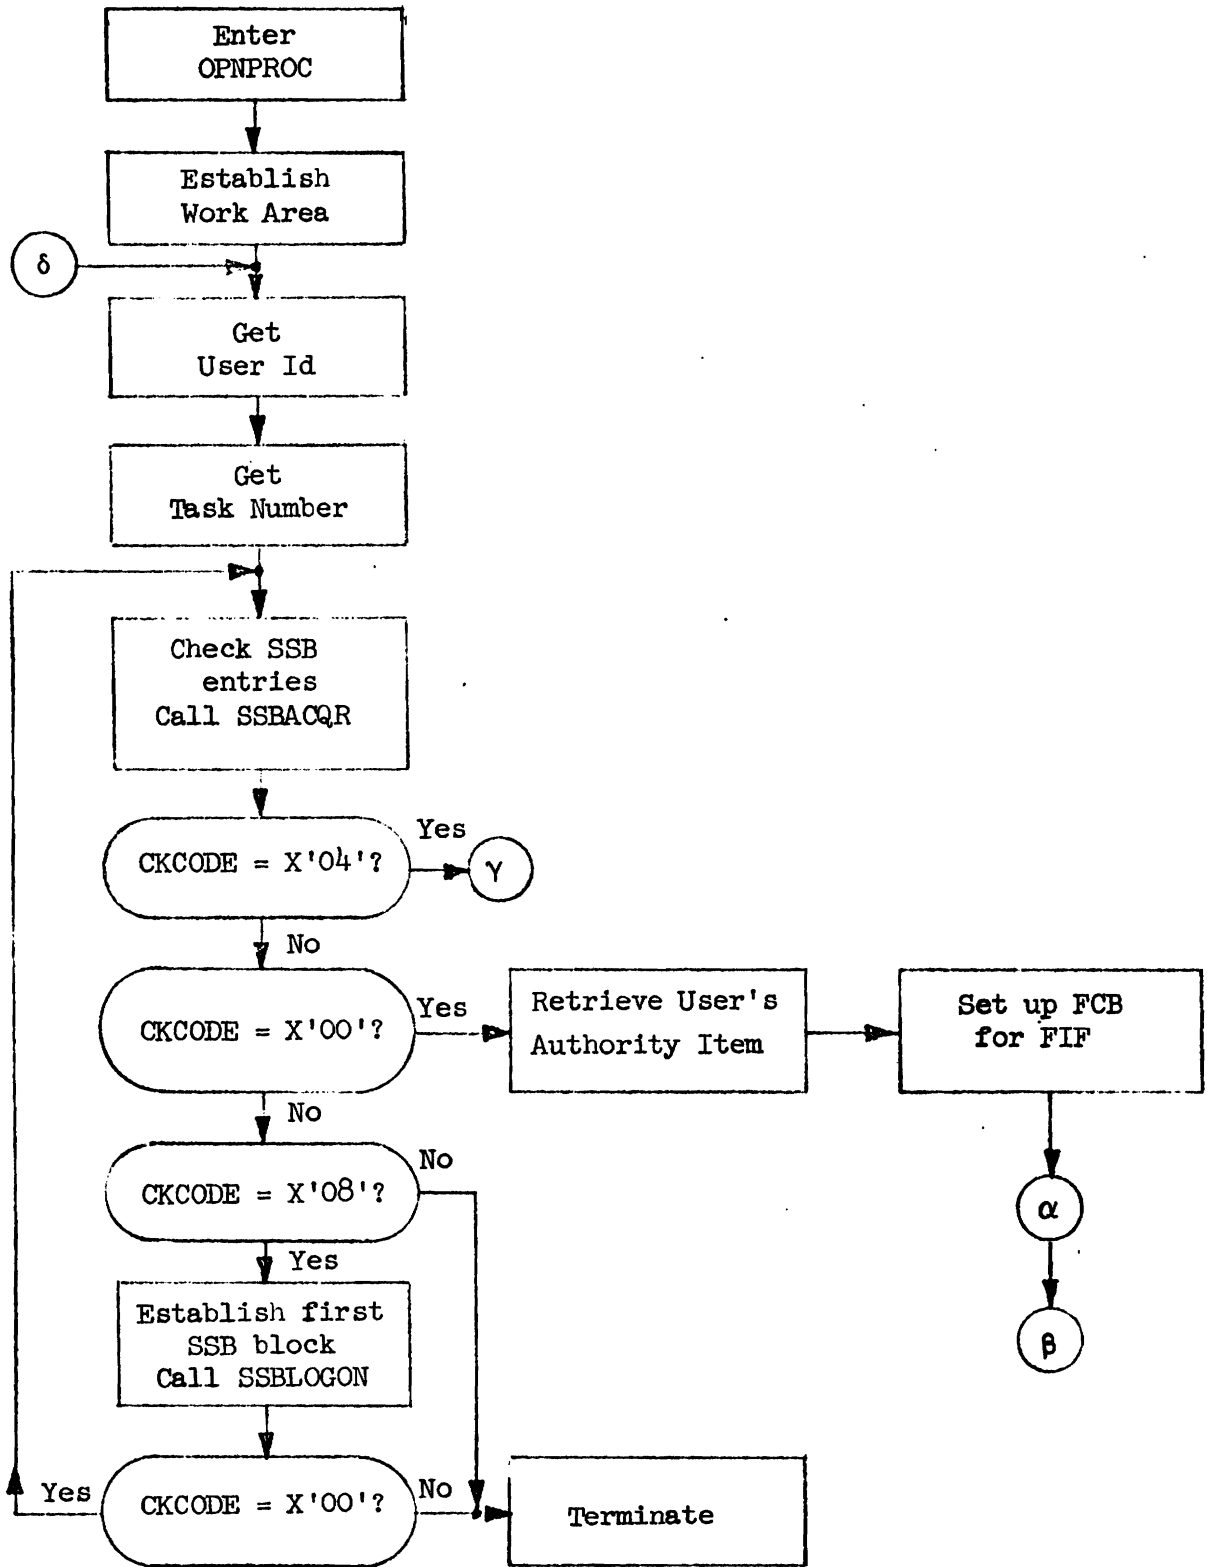 Enter
OPNPROC
Establish
Work Area
δ
Get
User Id
Get
Task Number
Check SSB
entries
Call SSBACQR
CKCODE = X'04'?
Yes
γ
No
CKCODE = X'00'?
Yes
Retrieve User's
Authority Item
Set up FCB
for FIF
No
α
β
CKCODE = X'08'?
No
Yes
Establish first
SSB block
Call SSBLOGON
Yes
CKCODE = X'00'?
No
Terminate